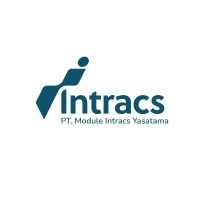 Intracs
PT. Module Intracs Yasatama